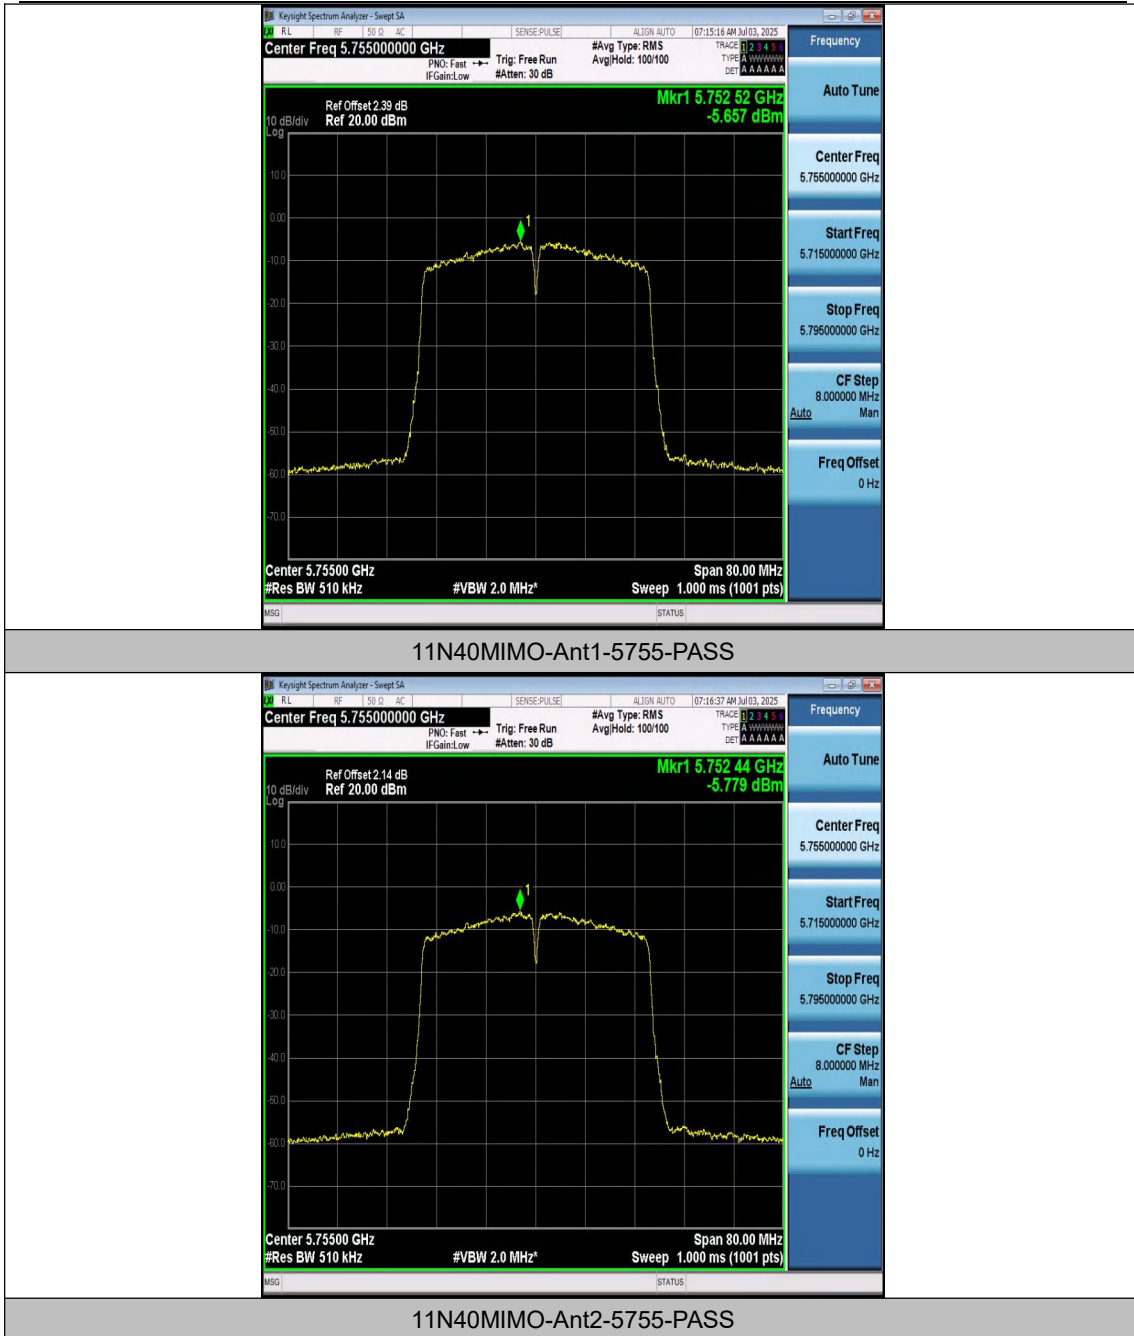 Keysight Spectrum Analyzer - Swept SA
RL RF 50 Ω AC SENSE:PULSE ALIGN AUTO 07:15:16 AM Jul 03, 2025
Center Freq 5.755000000 GHz #Avg Type: RMS TRACE 1 2 3 4 5 6
PNO: Fast Trig: Free Run Avg|Hold: 100/100 TYPE A WWWWW
IFGain:Low #Atten: 30 dB DET A A A A A A
Mkr1 5.752 52 GHz
Ref Offset 2.39 dB
10 dB/div Ref 20.00 dBm -5.657 dBm
Log
10.0
0.00
1
-10.0
-20.0
-30.0
-40.0
-50.0
-60.0
-70.0
Center 5.75500 GHz Span 80.00 MHz
#Res BW 510 kHz #VBW 2.0 MHz* Sweep 1.000 ms (1001 pts)
MSG STATUS
Frequency
Auto Tune
Center Freq
5.755000000 GHz
Start Freq
5.715000000 GHz
Stop Freq
5.795000000 GHz
CF Step
8.000000 MHz
Auto Man
Freq Offset
0 Hz
11N40MIMO-Ant1-5755-PASS
Keysight Spectrum Analyzer - Swept SA
RL RF 50 Ω AC SENSE:PULSE ALIGN AUTO 07:16:37 AM Jul 03, 2025
Center Freq 5.755000000 GHz #Avg Type: RMS TRACE 1 2 3 4 5 6
PNO: Fast Trig: Free Run Avg|Hold: 100/100 TYPE A WWWWW
IFGain:Low #Atten: 30 dB DET A A A A A A
Mkr1 5.752 44 GHz
Ref Offset 2.14 dB
10 dB/div Ref 20.00 dBm -5.779 dBm
Log
10.0
0.00
1
-10.0
-20.0
-30.0
-40.0
-50.0
-60.0
-70.0
Center 5.75500 GHz Span 80.00 MHz
#Res BW 510 kHz #VBW 2.0 MHz* Sweep 1.000 ms (1001 pts)
MSG STATUS
Frequency
Auto Tune
Center Freq
5.755000000 GHz
Start Freq
5.715000000 GHz
Stop Freq
5.795000000 GHz
CF Step
8.000000 MHz
Auto Man
Freq Offset
0 Hz
11N40MIMO-Ant2-5755-PASS